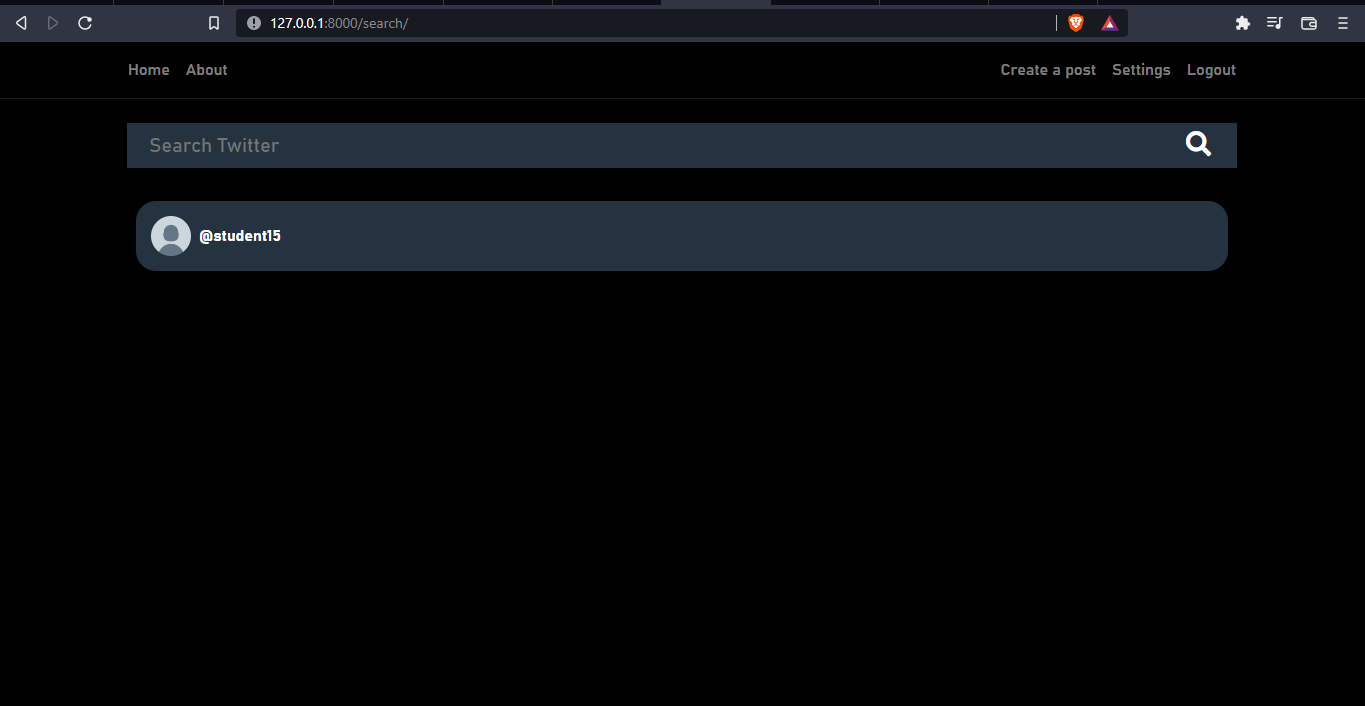 127.0.0.1:8000/search/
Home About Create a post Settings Logout
Search Twitter
@student15